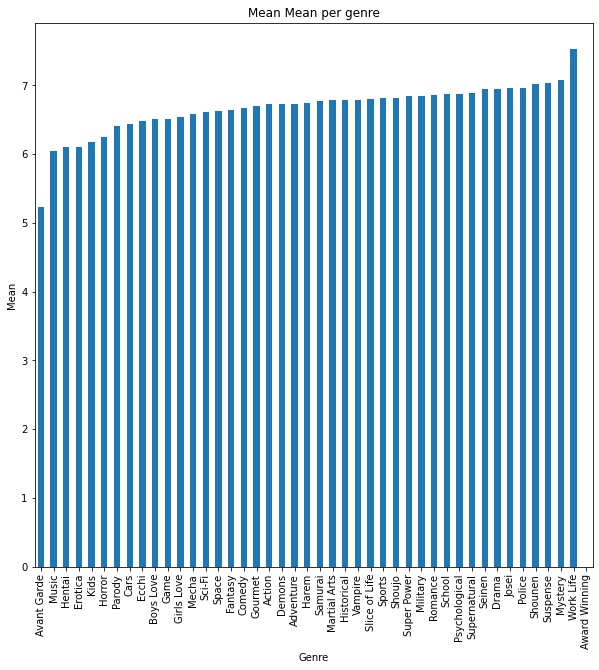 Mean Mean per genre
7
6
5
4
3
2
1
0
Mean
Avant Garde
Music
Hentai
Erotica
Kids
Horror
Parody
Cars
Ecchi
Boys Love
Game
Girls Love
Mecha
Sci-Fi
Space
Fantasy
Comedy
Gourmet
Action
Demons
Adventure
Harem
Samurai
Martial Arts
Historical
Vampire
Slice of Life
Sports
Shoujo
Super Power
Military
Romance
School
Psychological
Supernatural
Seinen
Drama
Josei
Police
Shounen
Suspense
Mystery
Work Life
Award Winning
Genre